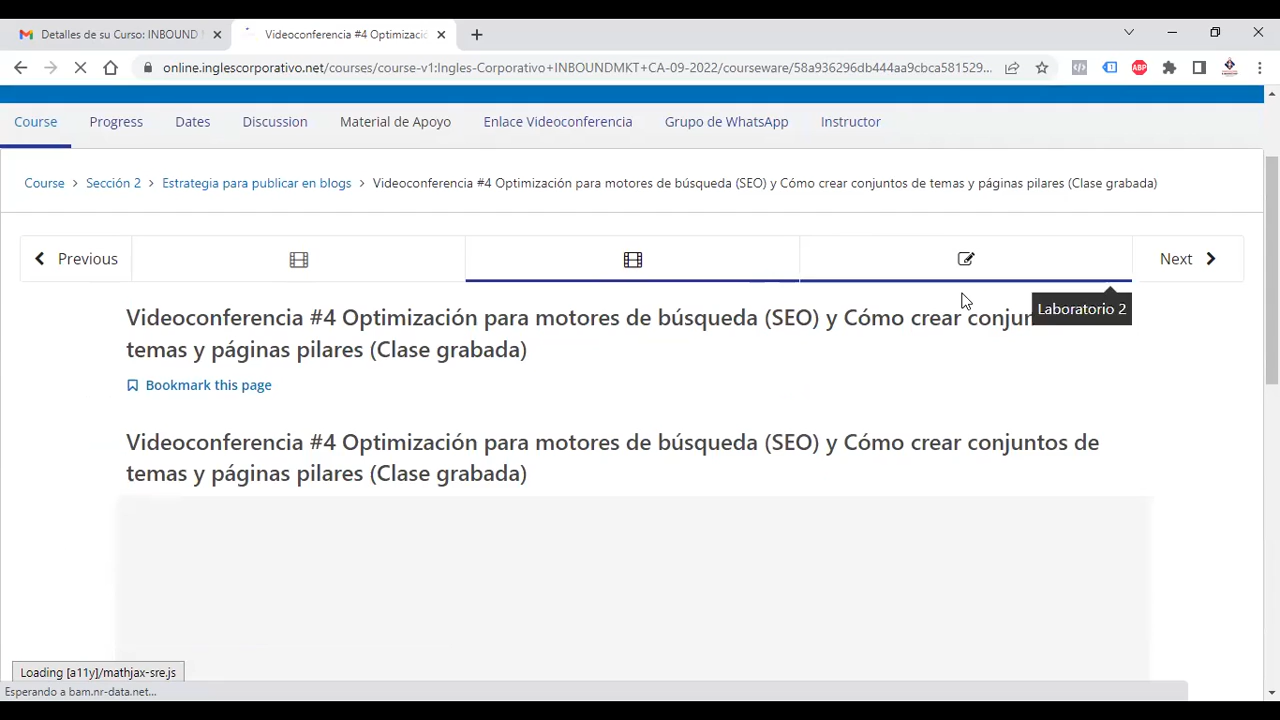 Detalles de su Curso: INBOUND
Videoconferencia #4 Optimizació
online.inglescorporativo.net/courses/course-v1:Ingles-Corporativo+INBOUNDMKT+CA-09-2022/courseware/58a936296db444aa9cbca581529...
Course
Progress
Dates
Discussion
Material de Apoyo
Enlace Videoconferencia
Grupo de WhatsApp
Instructor
Course > Sección 2 > Estrategia para publicar en blogs > Videoconferencia #4 Optimización para motores de búsqueda (SEO) y Cómo crear conjuntos de temas y páginas pilares (Clase grabada)
Previous
Next
Laboratorio 2
Videoconferencia #4 Optimización para motores de búsqueda (SEO) y Cómo crear conjun
temas y páginas pilares (Clase grabada)
Bookmark this page
Videoconferencia #4 Optimización para motores de búsqueda (SEO) y Cómo crear conjuntos de
temas y páginas pilares (Clase grabada)
Loading [a11y]/mathjax-sre.js
Esperando a bam.nr-data.net...